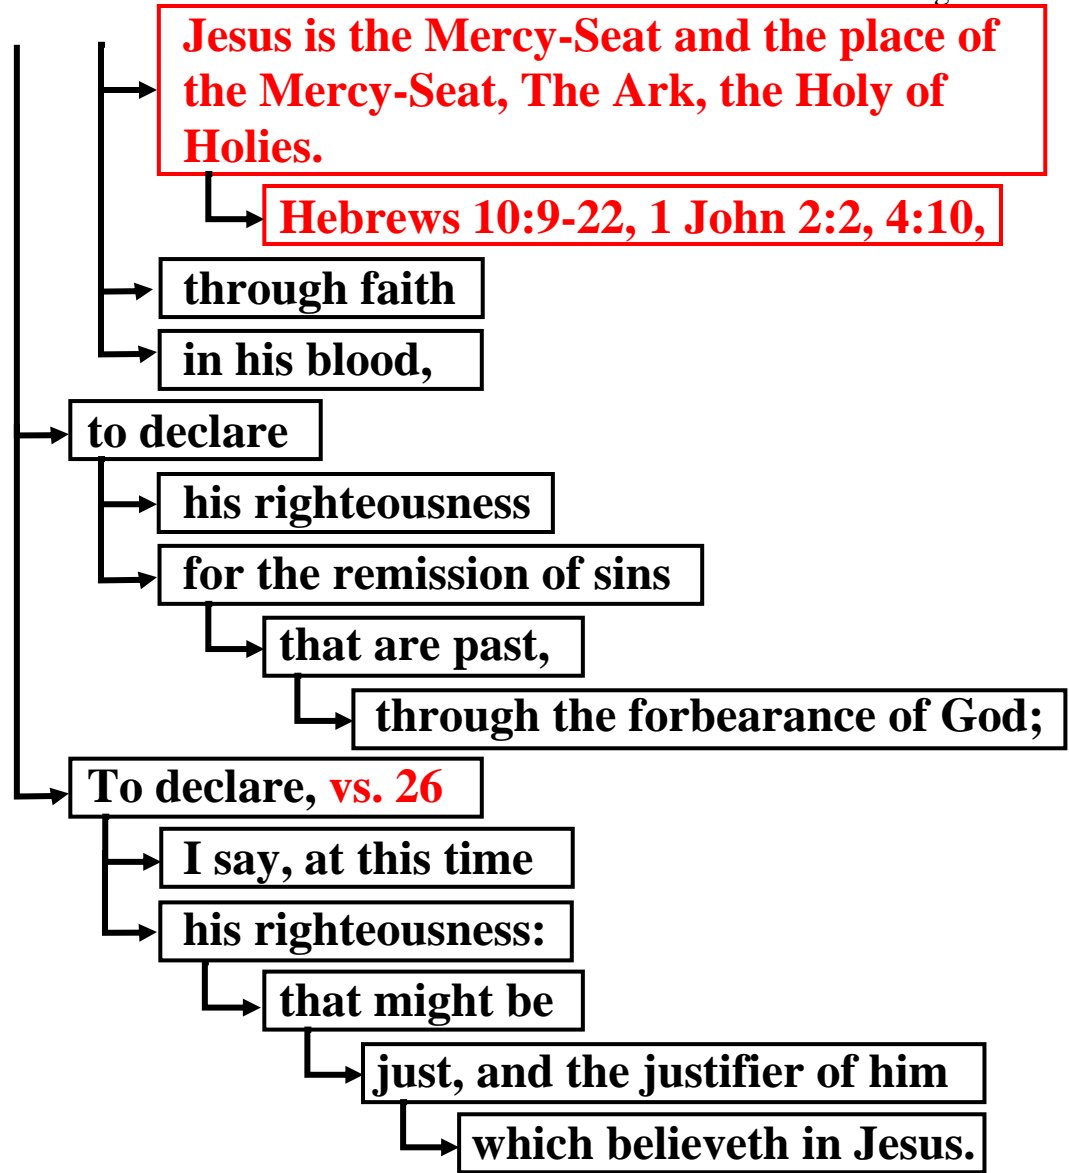 Jesus is the Mercy-Seat and the place of
the Mercy-Seat, The Ark, the Holy of
Holies.
Hebrews 10:9-22, 1 John 2:2, 4:10,
through faith
in his blood,
to declare
his righteousness
for the remission of sins
that are past,
through the forbearance of God;
To declare, vs. 26
I say, at this time
his righteousness:
that might be
just, and the justifier of him
which believeth in Jesus.